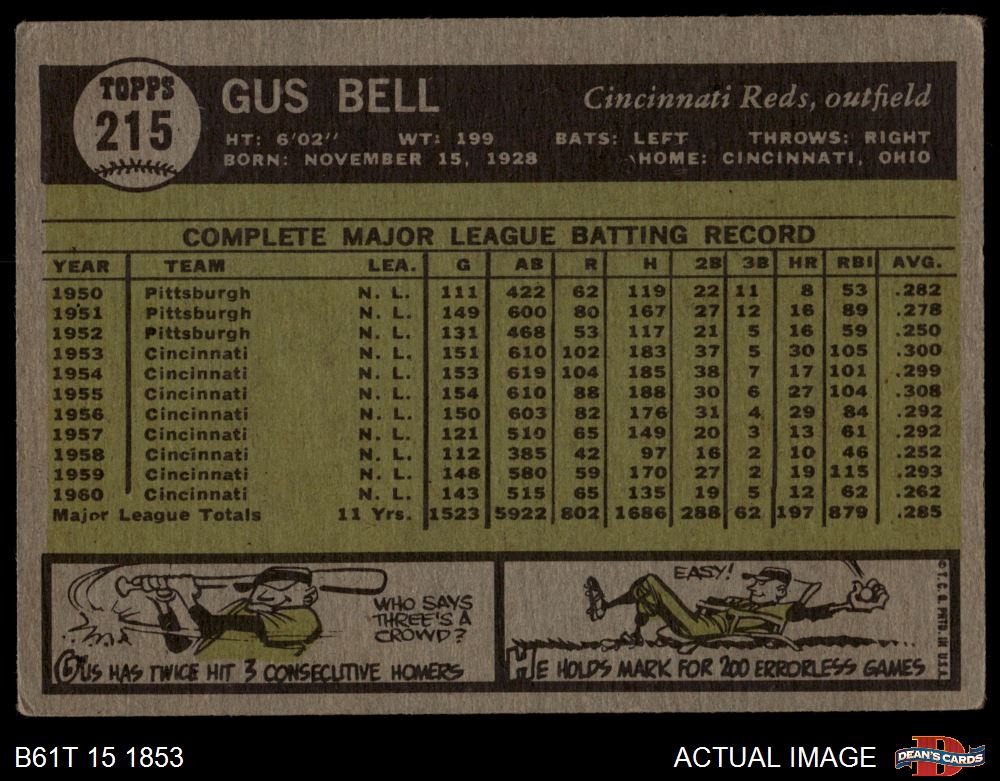 TOPPS
215
GUS BELL
Cincinnati Reds, outfield
HT: 6'02" WT: 199 BATS: LEFT THROWS: RIGHT
BORN: NOVEMBER 15, 1928 HOME: CINCINNATI, OHIO
COMPLETE MAJOR LEAGUE BATTING RECORD
YEAR TEAM LEA. G AB R H 2B 3B HR RBI AVG.
1950 Pittsburgh N. L. 111 422 62 119 22 11 8 53 .282
1951 Pittsburgh N. L. 149 600 80 167 27 12 16 89 .278
1952 Pittsburgh N. L. 131 468 53 117 21 5 16 59 .250
1953 Cincinnati N. L. 151 610 102 183 37 5 30 105 .300
1954 Cincinnati N. L. 153 619 104 185 38 7 17 101 .299
1955 Cincinnati N. L. 154 610 88 188 30 6 27 104 .308
1956 Cincinnati N. L. 150 603 82 176 31 4 29 84 .292
1957 Cincinnati N. L. 121 510 65 149 20 3 13 61 .292
1958 Cincinnati N. L. 112 385 42 97 16 2 10 46 .252
1959 Cincinnati N. L. 148 580 59 170 27 2 19 115 .293
1960 Cincinnati N. L. 143 515 65 135 19 5 12 62 .262
Major League Totals 11 Yrs. 1523 5922 802 1686 288 62 197 879 .285
WHO SAYS
THREE'S A
CROWD?
GUS HAS TWICE HIT 3 CONSECUTIVE HOMERS
EASY!
HE HOLDS MARK FOR 200 ERRORLESS GAMES
© T. C. G. PRTD. IN U.S.A.
B61T 15 1853
ACTUAL IMAGE
D
DEAN'S CARDS